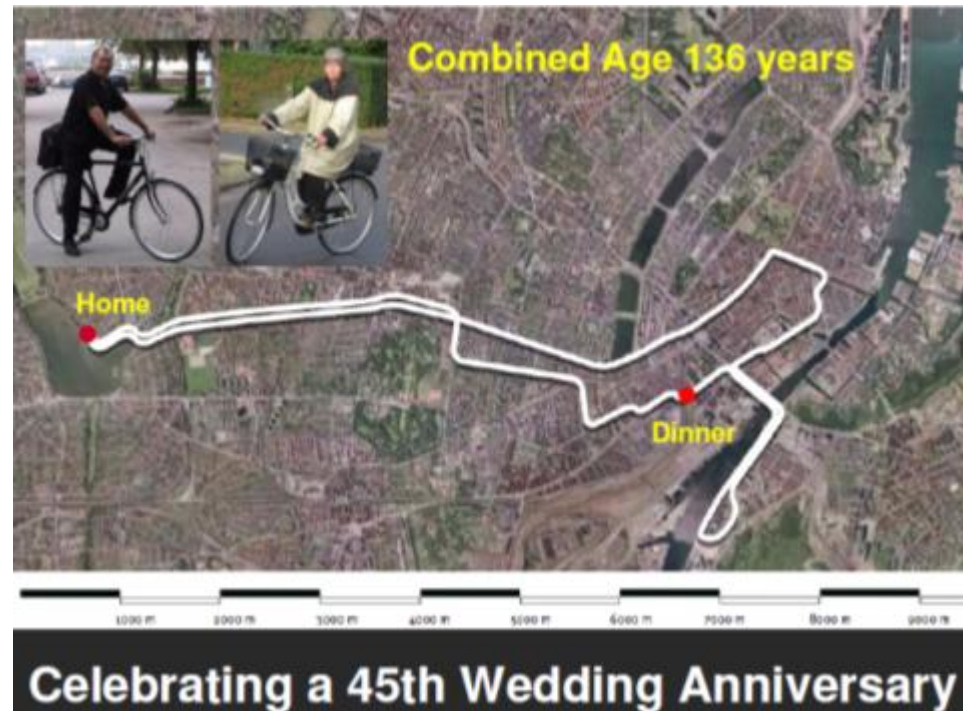 Combined Age 136 years
Home
Dinner
1000 m 2000 m 3000 m 4000 m 5000 m 6000 m 7000 m 8000 m 9000 m
Celebrating a 45th Wedding Anniversary